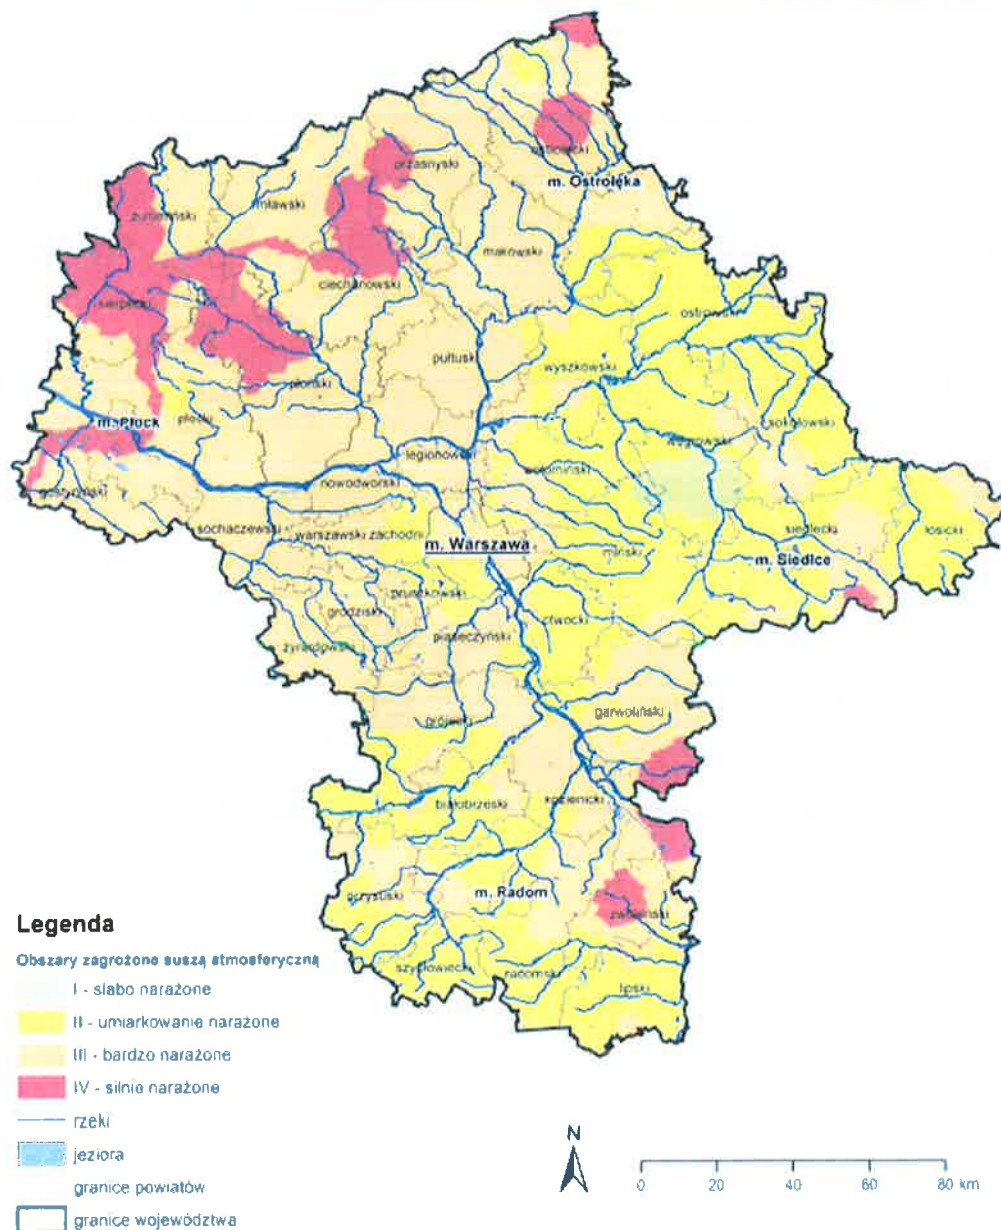 przasnyski
ostrołęcki
m. Ostrołęka
żuromiński
mławski
makowski
ciechanowski
sierpecki
ostrowski
pułtuski
wyszkowski
płoński
płocki
m. Płock
sokołowski
węgrowski
legionowski
wołomiński
nowodworski
gostyniński
sochaczewski
warszawski zachodni
m. Warszawa
siedlecki
łosicki
miński
m. Siedlce
pruszkowski
grodziski
otwocki
piaseczyński
żyrardowski
garwoliński
grójecki
białobrzeski
kozienicki
przysuski
m. Radom
zwoleński
szydłowiecki
radomski
lipski
Legenda
Obszary zagrożone suszą atmosferyczną
I - słabo narażone
II - umiarkowanie narażone
III - bardzo narażone
IV - silnie narażone
rzeki
jeziora
granice powiatów
granice województwa
N
0 20 40 60 80 km